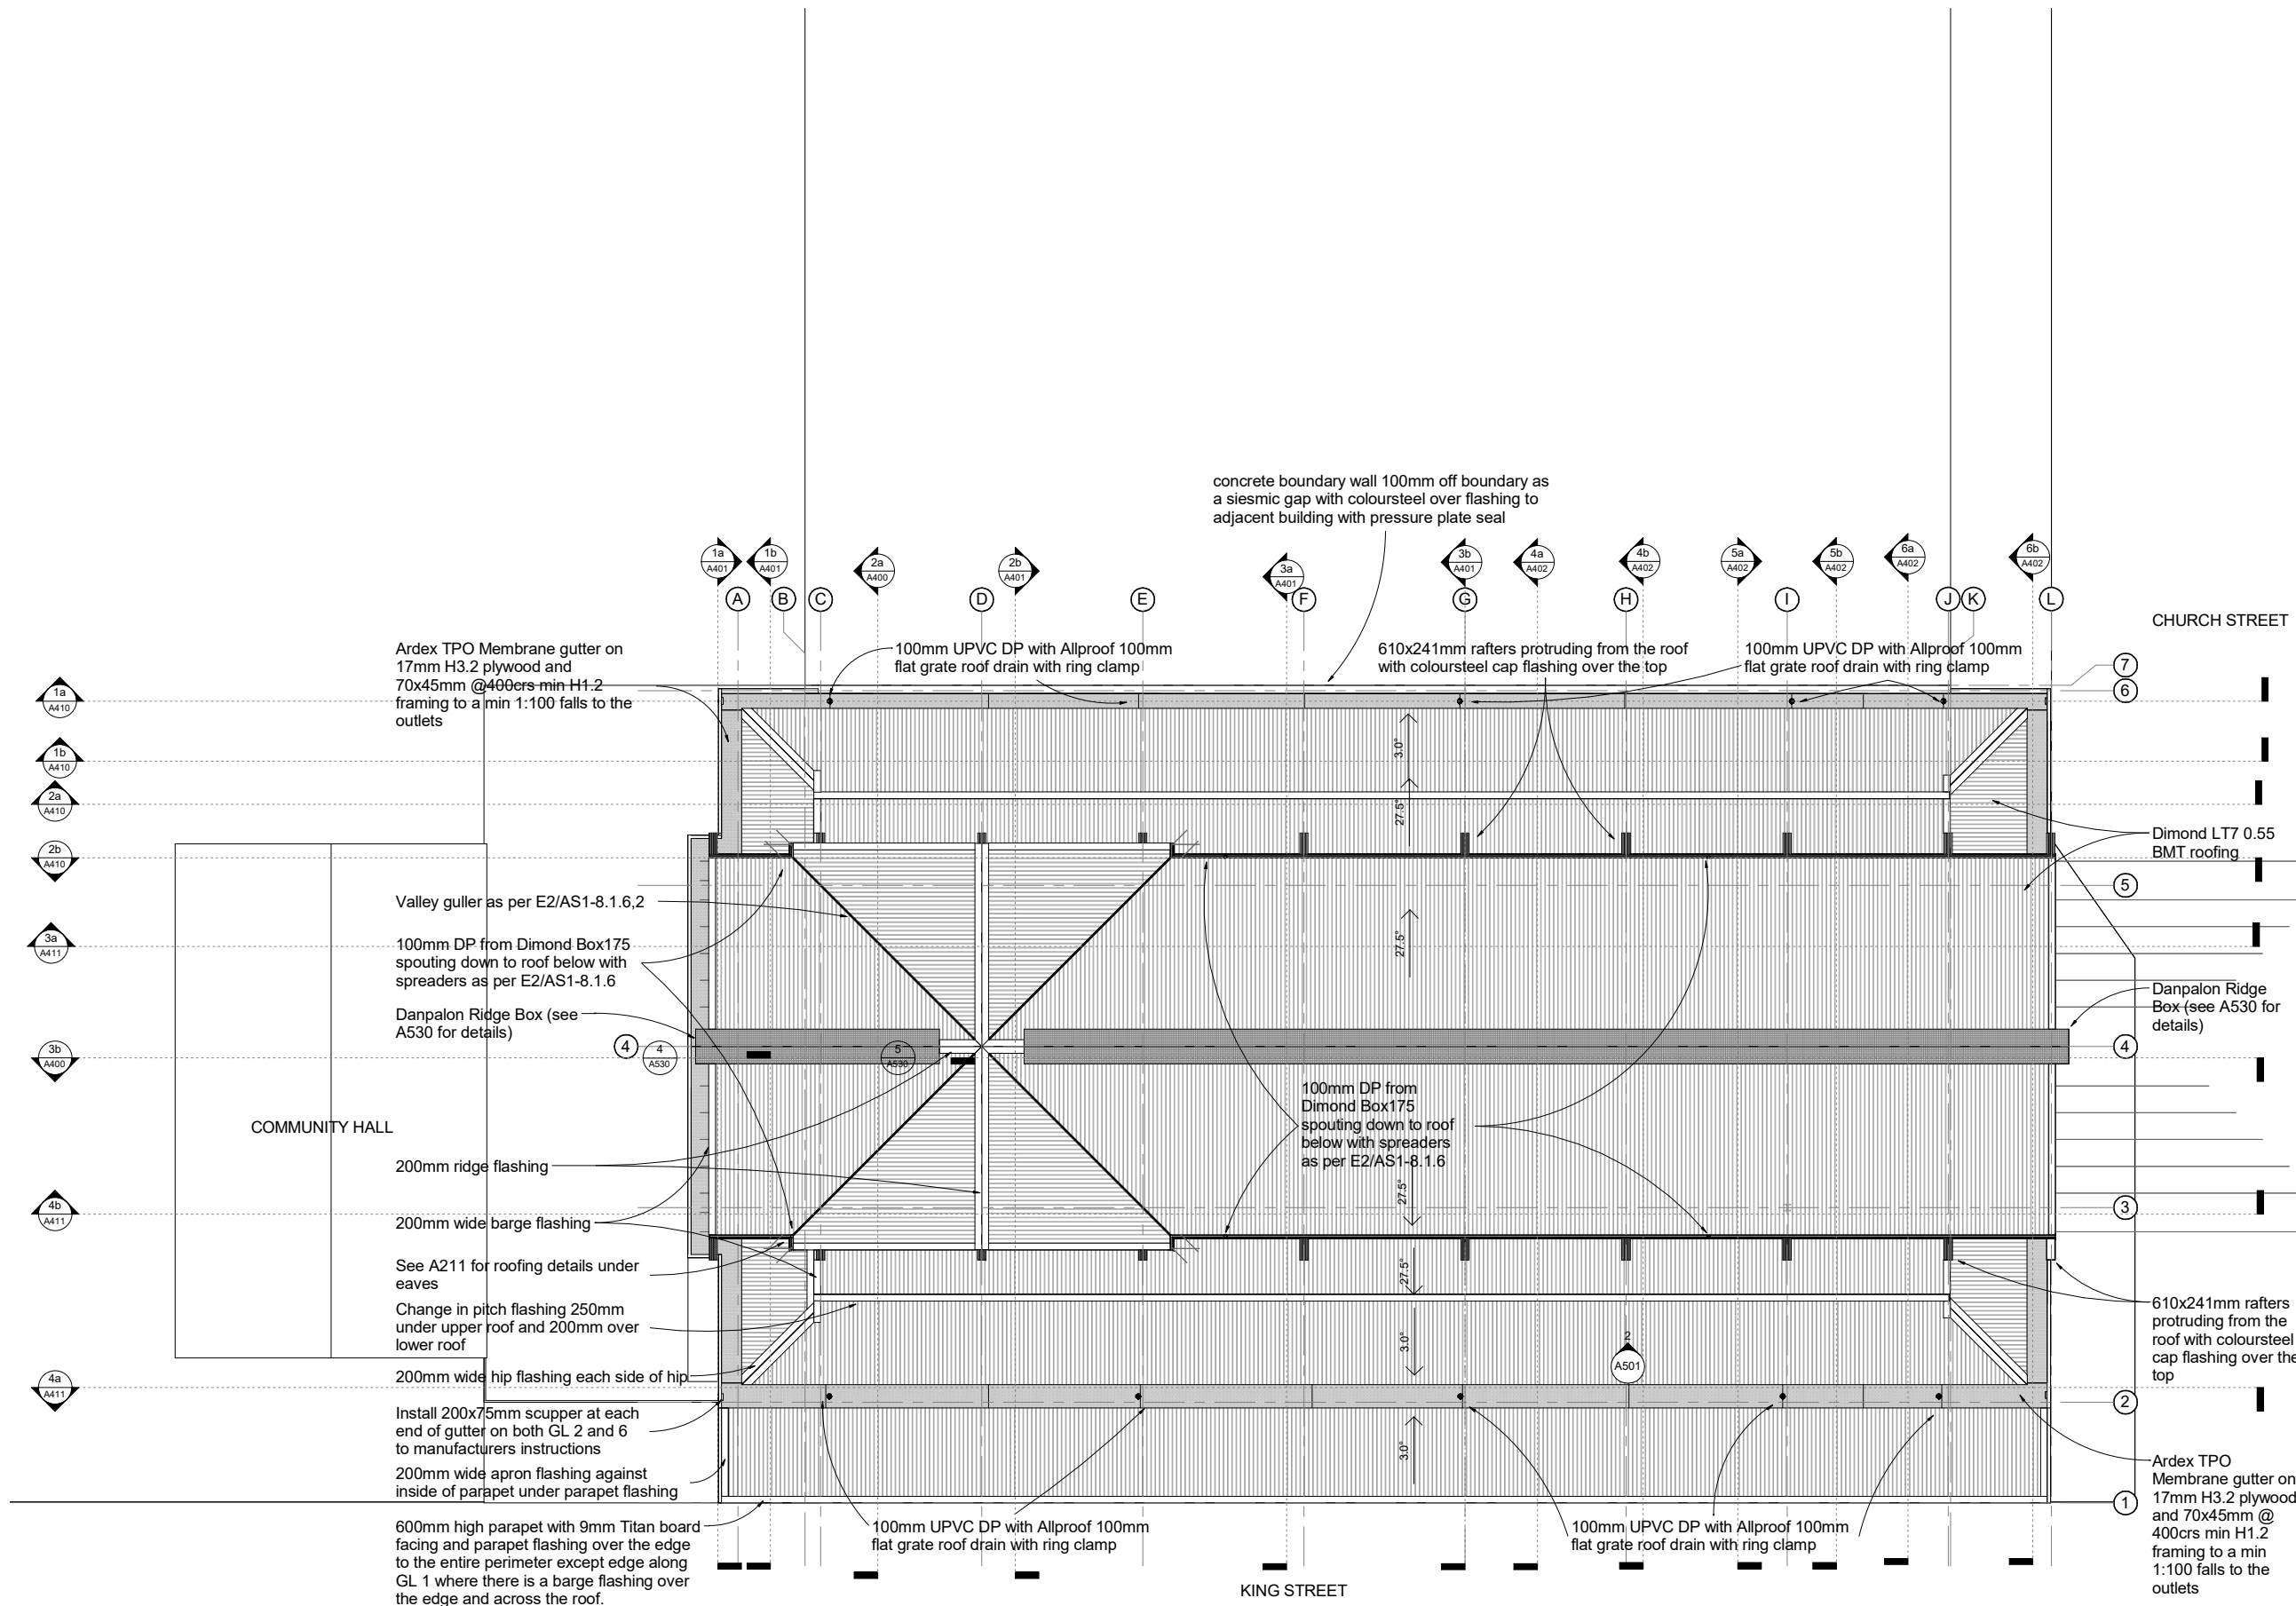 concrete boundary wall 100mm off boundary as
a siesmic gap with coloursteel over flashing to
adjacent building with pressure plate seal
1a
A401
1b
A401
2a
A400
2b
A401
3a
A401
3b
A401
4a
A402
4b
A402
5a
A402
5b
A402
6a
A402
6b
A402
A
B
C
D
E
F
G
H
I
J
K
L
CHURCH STREET
Ardex TPO Membrane gutter on
17mm H3.2 plywood and
70x45mm @400crs min H1.2
framing to a min 1:100 falls to the
outlets
100mm UPVC DP with Allproof 100mm
flat grate roof drain with ring clamp
610x241mm rafters protruding from the roof
with coloursteel cap flashing over the top
100mm UPVC DP with Allproof 100mm
flat grate roof drain with ring clamp
7
6
1a
A410
1b
A410
2a
A410
2b
A410
3a
A411
3b
A400
4b
A411
4a
A411
3.0°
27.5°
Dimond LT7 0.55
BMT roofing
5
Valley guller as per E2/AS1-8.1.6,2
100mm DP from Dimond Box175
spouting down to roof below with
spreaders as per E2/AS1-8.1.6
27.5°
Danpalon Ridge Box (see
A530 for details)
Danpalon Ridge
Box (see A530 for
details)
4
4
A530
5
A530
4
100mm DP from
Dimond Box175
spouting down to roof
below with spreaders
as per E2/AS1-8.1.6
COMMUNITY HALL
200mm ridge flashing
27.5°
3
200mm wide barge flashing
See A211 for roofing details under
eaves
27.5°
Change in pitch flashing 250mm
under upper roof and 200mm over
lower roof
3.0°
2
A501
610x241mm rafters
protruding from the
roof with coloursteel
cap flashing over the
top
200mm wide hip flashing each side of hip
2
Install 200x75mm scupper at each
end of gutter on both GL 2 and 6
to manufacturers instructions
3.0°
200mm wide apron flashing against
inside of parapet under parapet flashing
Ardex TPO
Membrane gutter on
17mm H3.2 plywood
and 70x45mm @
400crs min H1.2
framing to a min
1:100 falls to the
outlets
1
600mm high parapet with 9mm Titan board
facing and parapet flashing over the edge
to the entire perimeter except edge along
GL 1 where there is a barge flashing over
the edge and across the roof.
100mm UPVC DP with Allproof 100mm
flat grate roof drain with ring clamp
100mm UPVC DP with Allproof 100mm
flat grate roof drain with ring clamp
KING STREET